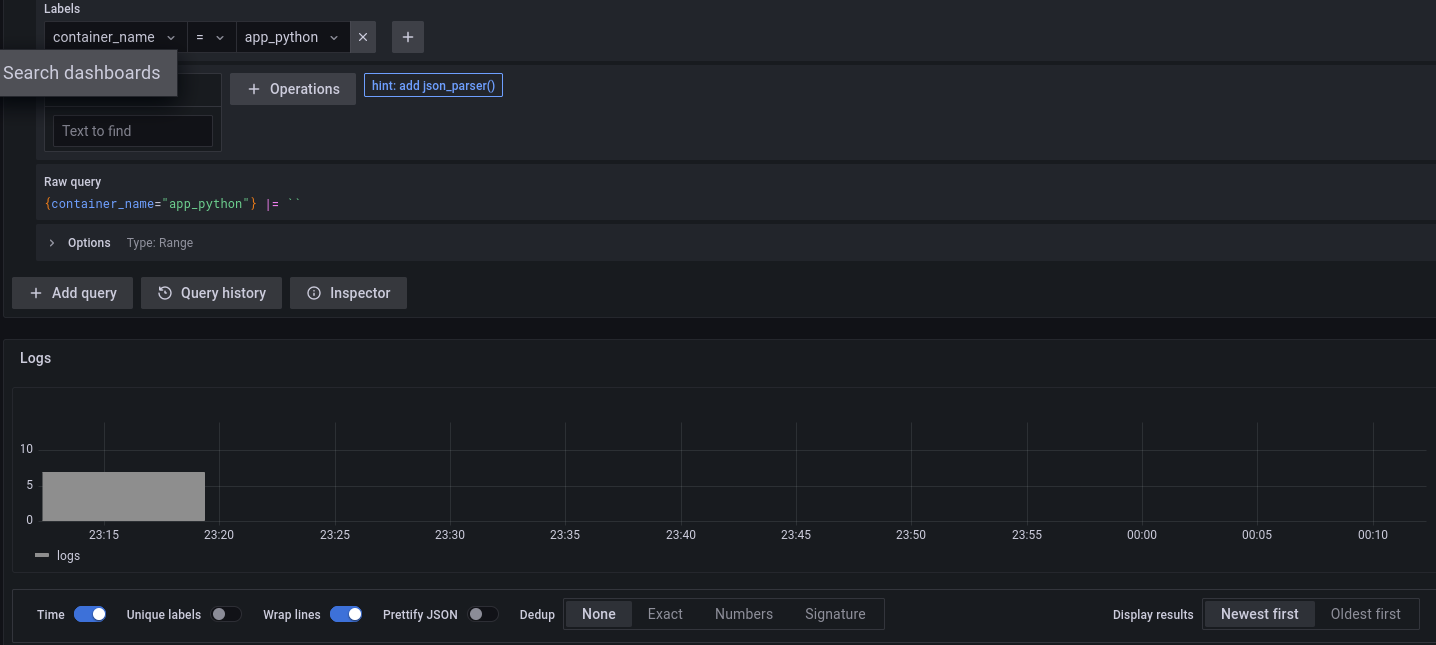 Labels
container_name = app_python
Search dashboards
Operations hint: add json_parser()
Text to find
Raw query
{container_name="app_python"} |= ``
Options Type: Range
Add query Query history Inspector
Logs
10
5
0
23:15 23:20 23:25 23:30 23:35 23:40 23:45 23:50 23:55 00:00 00:05 00:10
logs
Time Unique labels Wrap lines Prettify JSON Dedup None Exact Numbers Signature Display results Newest first Oldest first